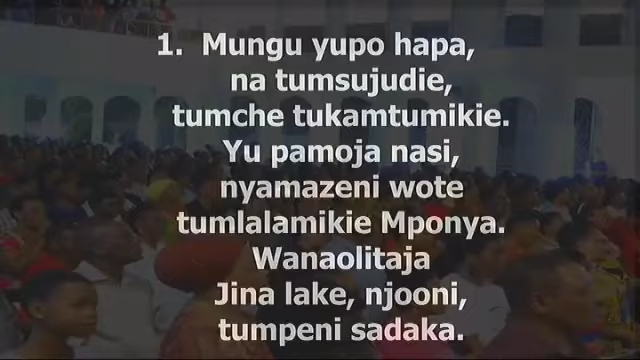 1. Mungu yupo hapa,
na tumsujudie,
tumche tukamtumikie.
Yu pamoja nasi,
nyamazeni wote
tumlalamikie Mponya.
Wanaolitaja
Jina lake, njooni,
tumpeni sadaka.